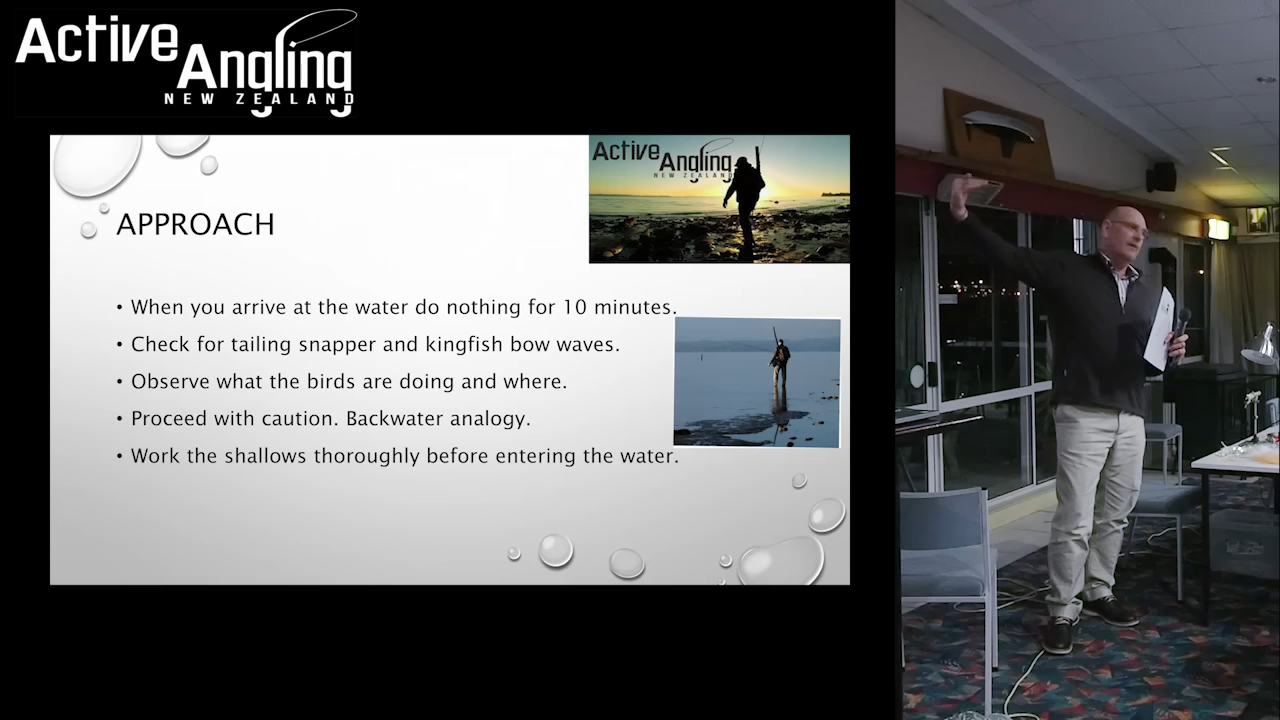 Active
Angling
NEW ZEALAND
Active Angling
NEW ZEALAND
APPROACH
• When you arrive at the water do nothing for 10 minutes.
• Check for tailing snapper and kingfish bow waves.
• Observe what the birds are doing and where.
• Proceed with caution. Backwater analogy.
• Work the shallows thoroughly before entering the water.